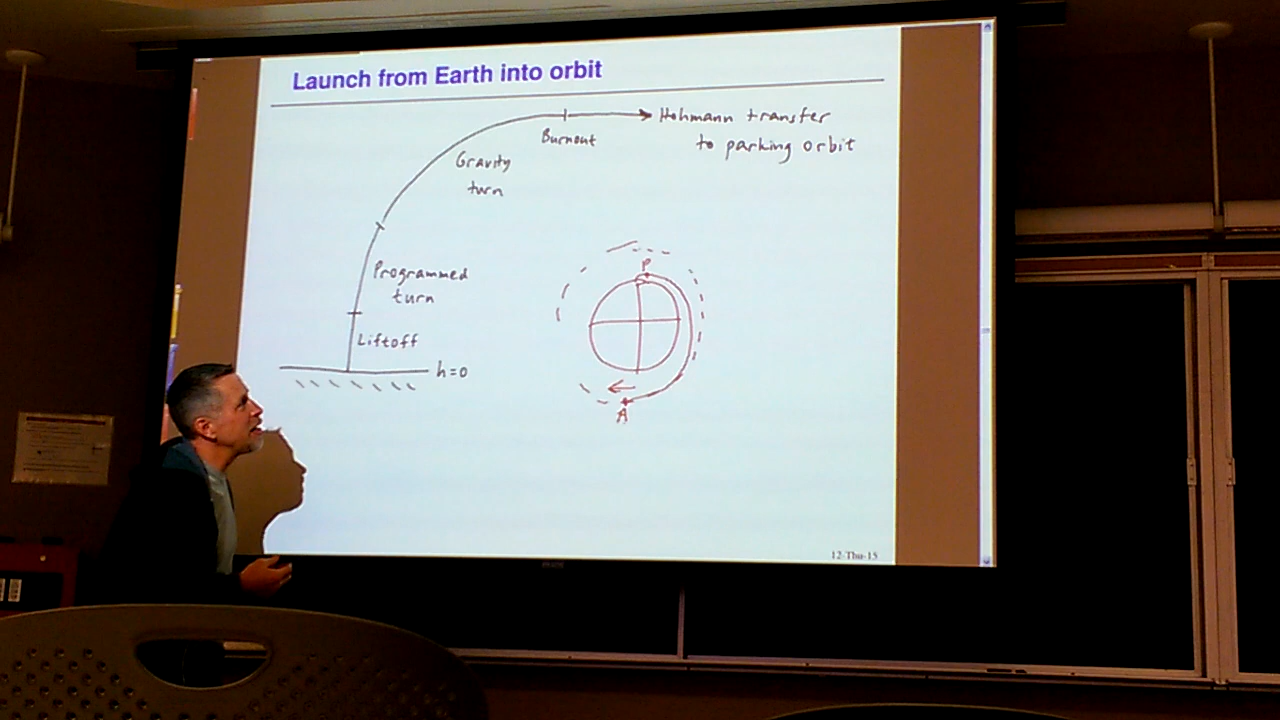 Launch from Earth into orbit
Hohmann transfer
to parking orbit
Burnout
Gravity
turn
Programmed
turn
Liftoff
h=0
P
A
12-Thu-15